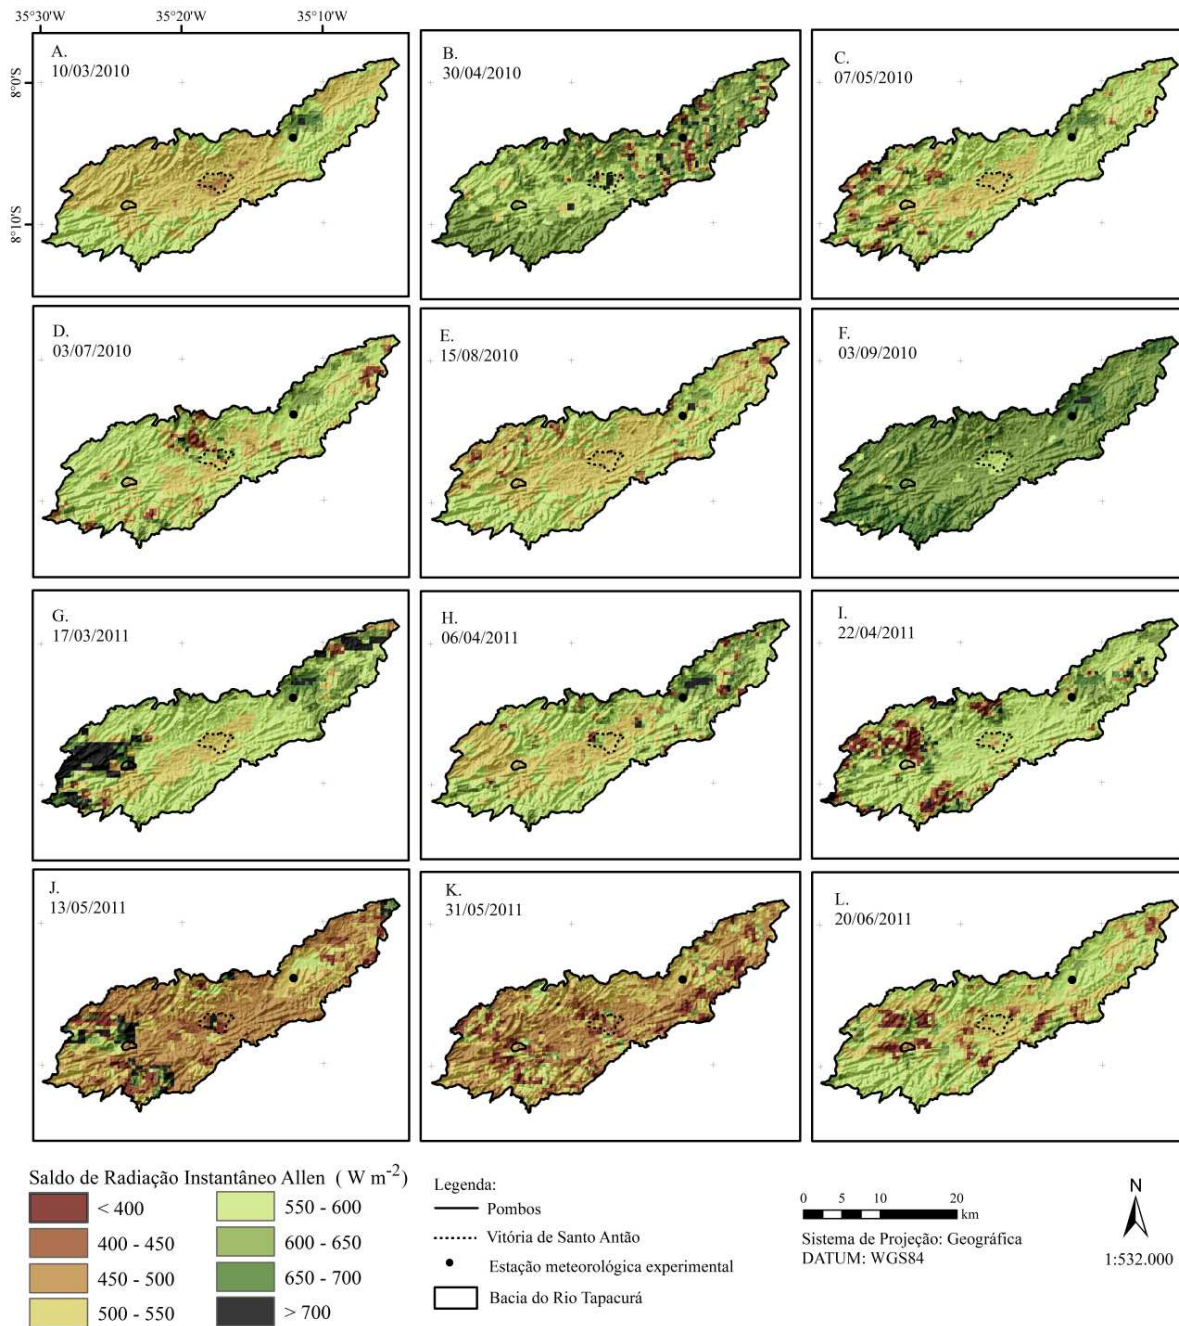 35°30'W 35°20'W 35°10'W
8°0'S
8°10'S
A.
10/03/2010
B.
30/04/2010
C.
07/05/2010
D.
03/07/2010
E.
15/08/2010
F.
03/09/2010
G.
17/03/2011
H.
06/04/2011
I.
22/04/2011
J.
13/05/2011
K.
31/05/2011
L.
20/06/2011
Saldo de Radiação Instantâneo Allen ( W m-2)
< 400
400 - 450
450 - 500
500 - 550
550 - 600
600 - 650
650 - 700
> 700
Legenda:
Pombos
Vitória de Santo Antão
Estação meteorológica experimental
Bacia do Rio Tapacurá
0 5 10 20
km
Sistema de Projeção: Geográfica
DATUM: WGS84
N
1:532.000